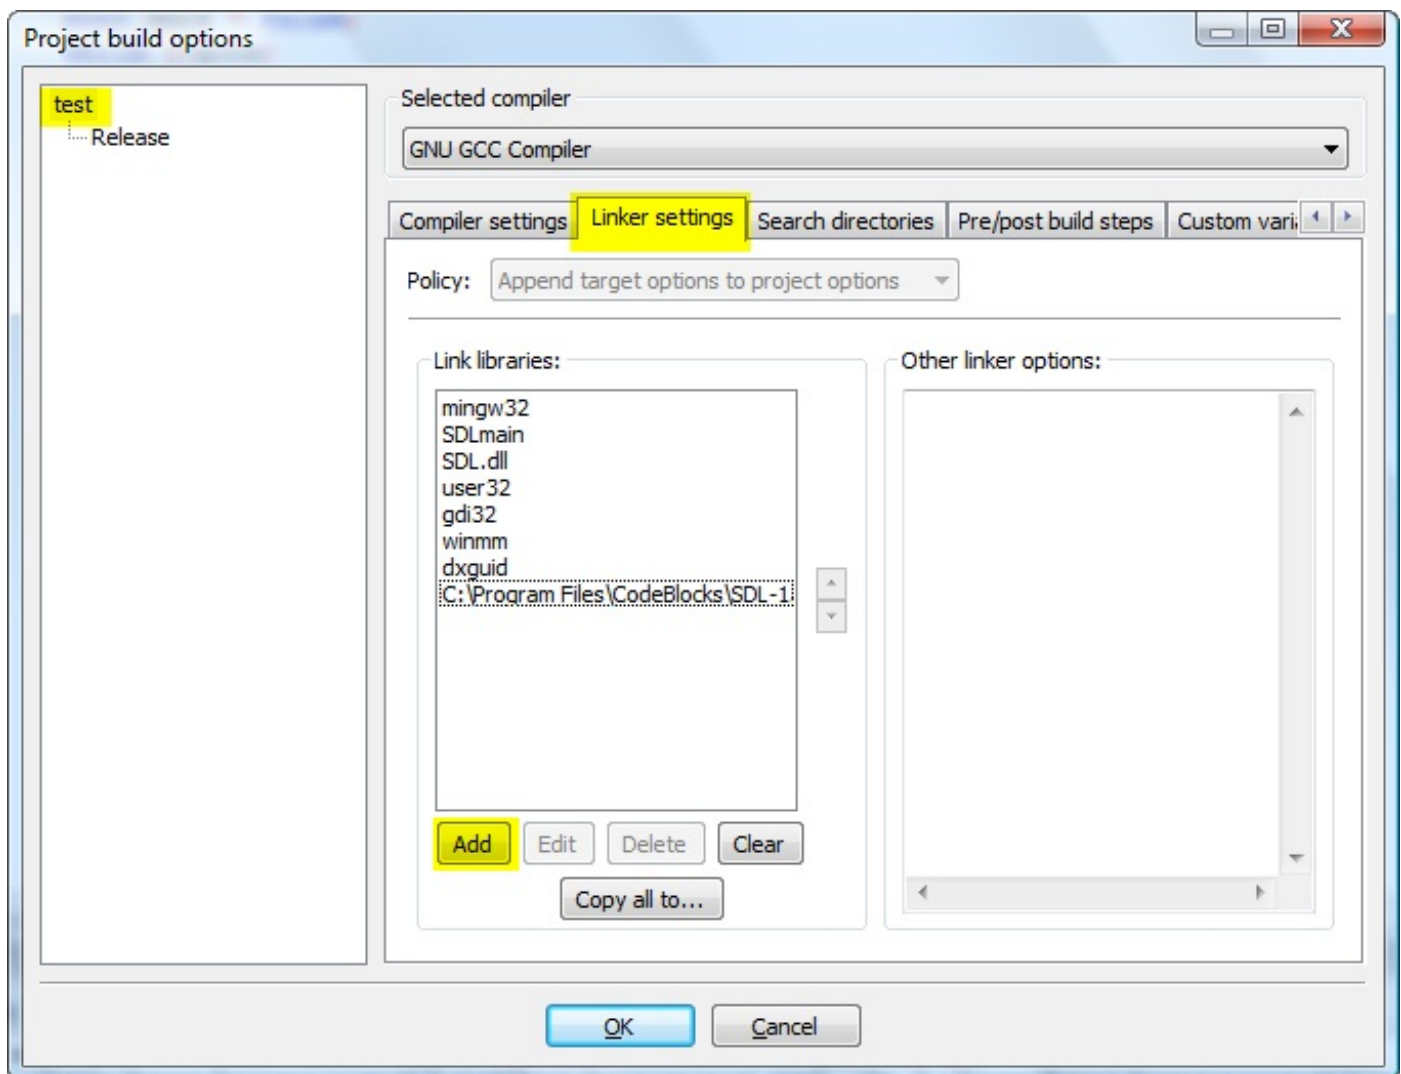 Project build options
test
Release
Selected compiler
GNU GCC Compiler
Compiler settings Linker settings Search directories Pre/post build steps Custom varia
Policy: Append target options to project options
Link libraries:
mingw32
SDLmain
SDL.dll
user32
gdi32
winmm
dxguid
C:\Program Files\CodeBlocks\SDL-1
Add Edit Delete Clear
Copy all to...
Other linker options:
OK Cancel